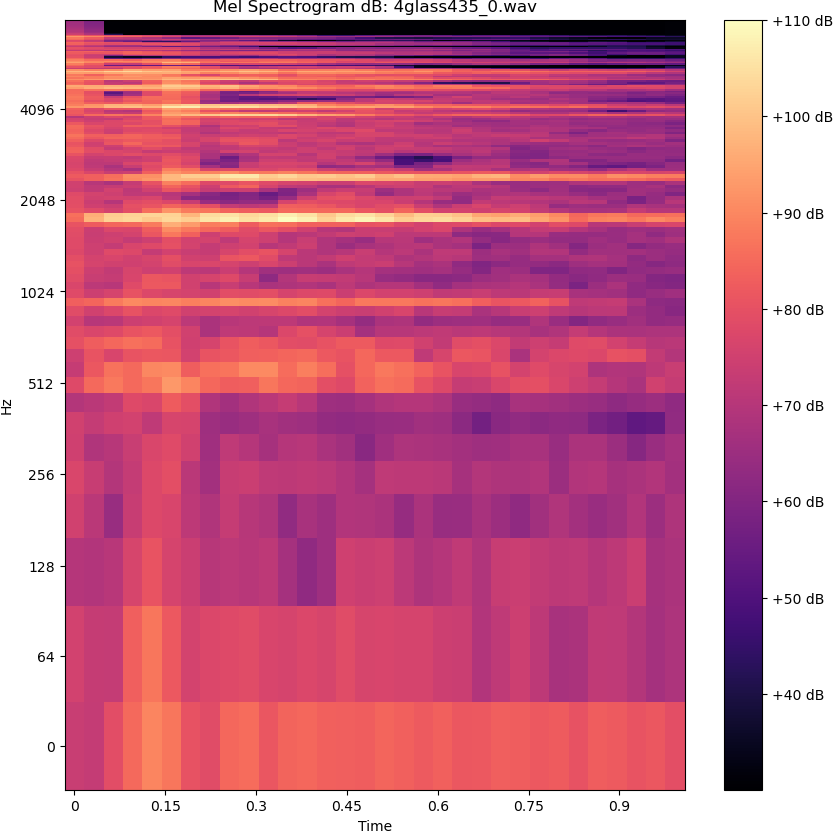 Mel Spectrogram dB: 4glass435_0.wav
+110 dB
4096
+100 dB
2048
+90 dB
1024
+80 dB
512
+70 dB
Hz
256
+60 dB
128
+50 dB
64
+40 dB
0
0 0.15 0.3 0.45 0.6 0.75 0.9
Time